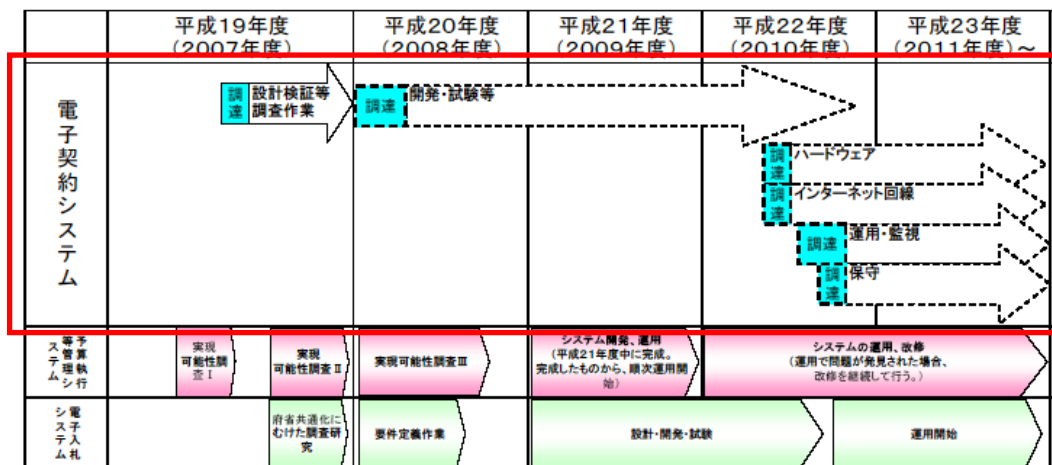 平成19年度
(2007年度)
平成20年度
(2008年度)
平成21年度
(2009年度)
平成22年度
(2010年度)
平成23年度
(2011年度)～
電子契約システム
調達
設計検証等
調査作業
調達
開発・試験等
調達
ハードウェア
調達
インターネット回線
調達
運用・監視
調達
保守
予算執行
等管理シ
ステム
実現
可能性調
査Ⅰ
実現
可能性調査Ⅱ
実現可能性調査Ⅲ
システム開発、運用
(平成21年度中に完成。
完成したものから、順次運用開
始)
システムの運用、改修
(運用で問題が発見された場合、
改修を継続して行う。)
電子入札
システム
府省共通化に
むけた調査研
究
要件定義作業
設計・開発・試験
運用開始